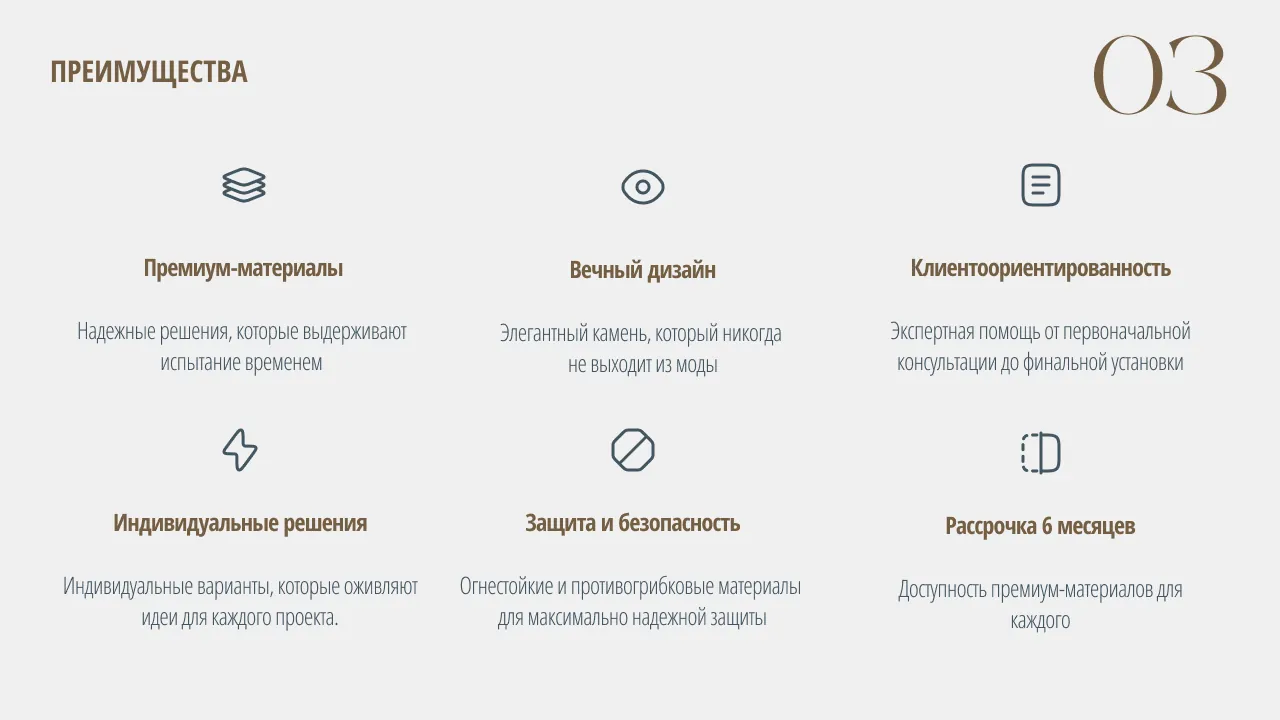 ПРЕИМУЩЕСТВА
03
Премиум-материалы
Надежные решения, которые выдерживают
испытание временем
Вечный дизайн
Элегантный камень, который никогда
не выходит из моды
Клиентоориентированность
Экспертная помощь от первоначальной
консультации до финальной установки
Индивидуальные решения
Индивидуальные варианты, которые оживляют
идеи для каждого проекта.
Защита и безопасность
Огнестойкие и противогрибковые материалы
для максимально надежной защиты
Рассрочка 6 месяцев
Доступность премиум-материалов для
каждого